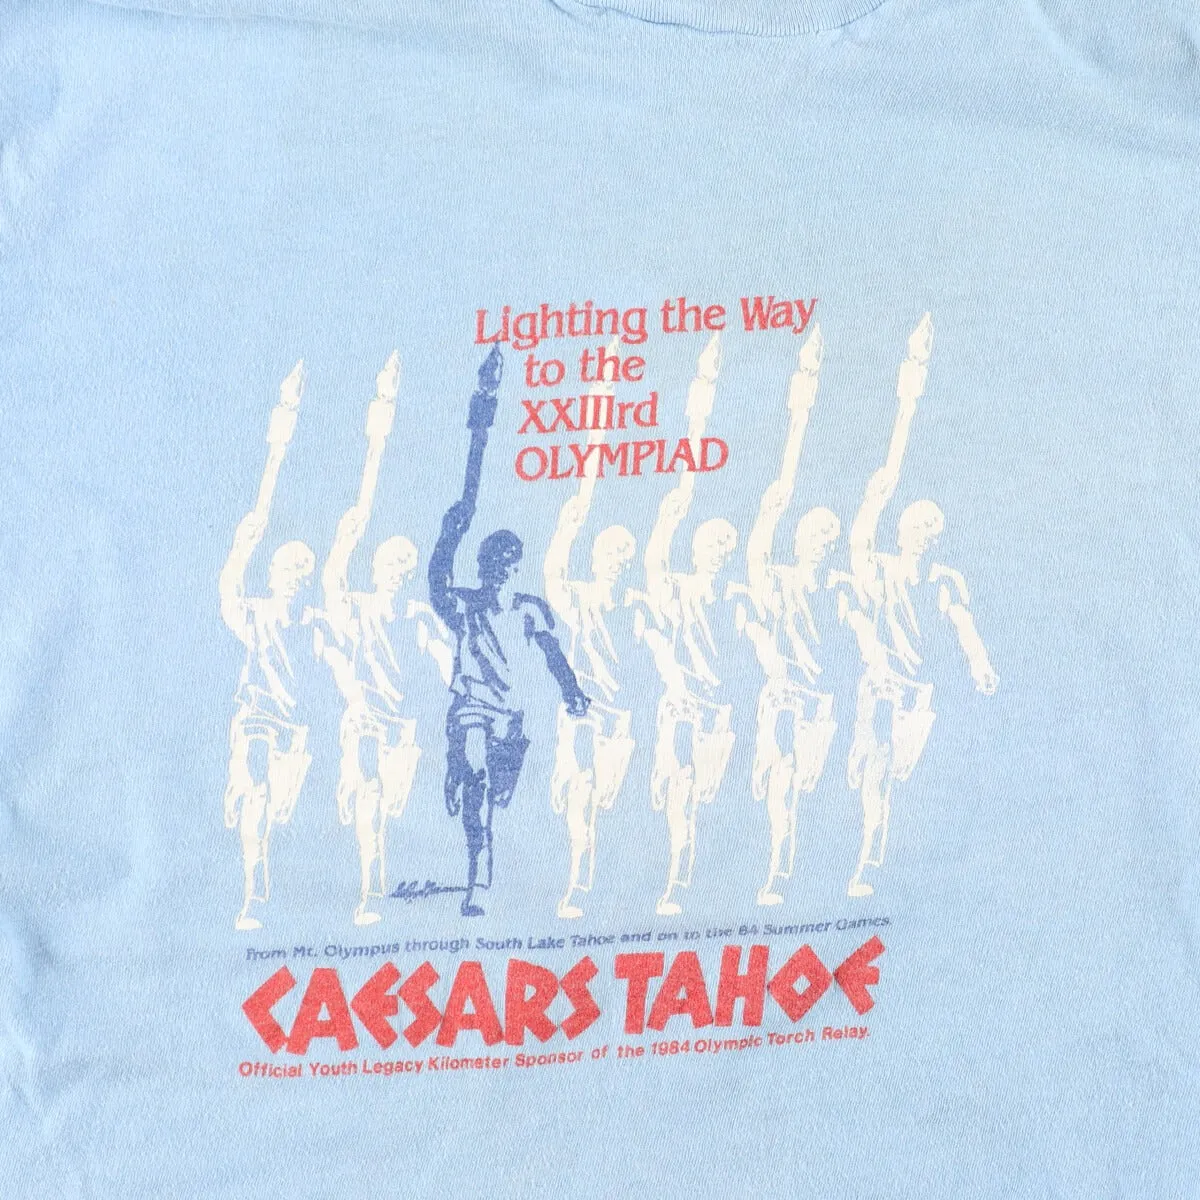 Lighting the Way
to the
XXIIIrd
OLYMPIAD
From Mt. Olympus through South Lake Tahoe and on to the 84 Summer Games.
CAESARS TAHOE
Official Youth Legacy Kilometer Sponsor of the 1984 Olympic Torch Relay.